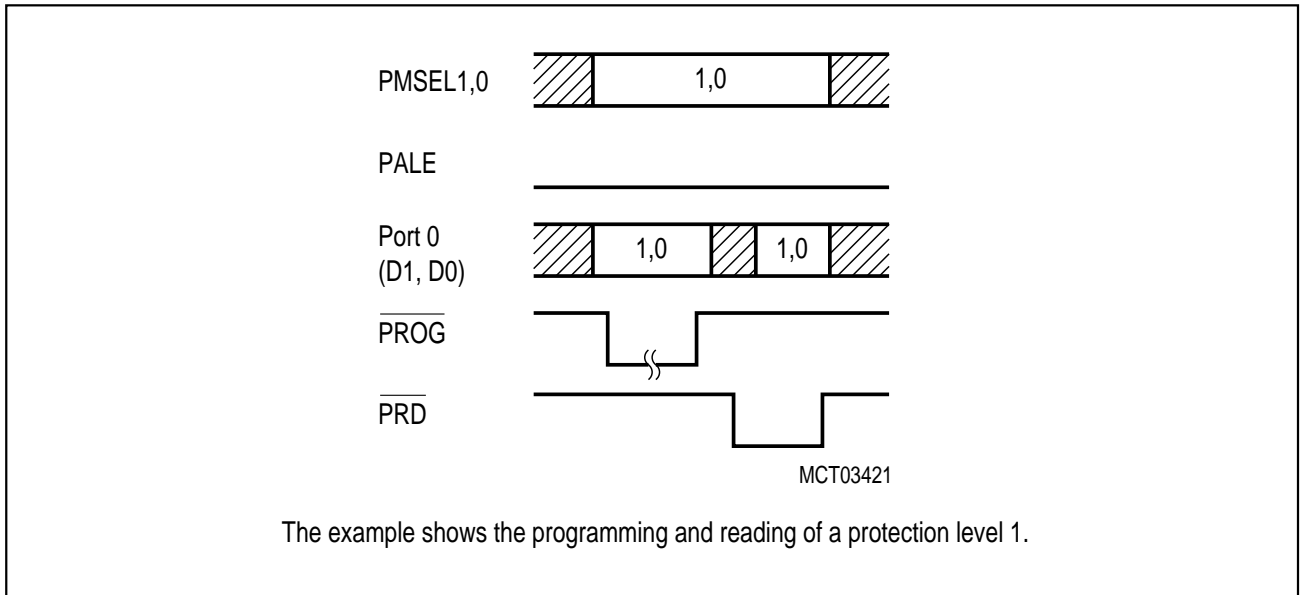 PMSEL1,0
1,0
PALE
Port 0
(D1, D0)
1,0
1,0
PROG
PRD
MCT03421
The example shows the programming and reading of a protection level 1.